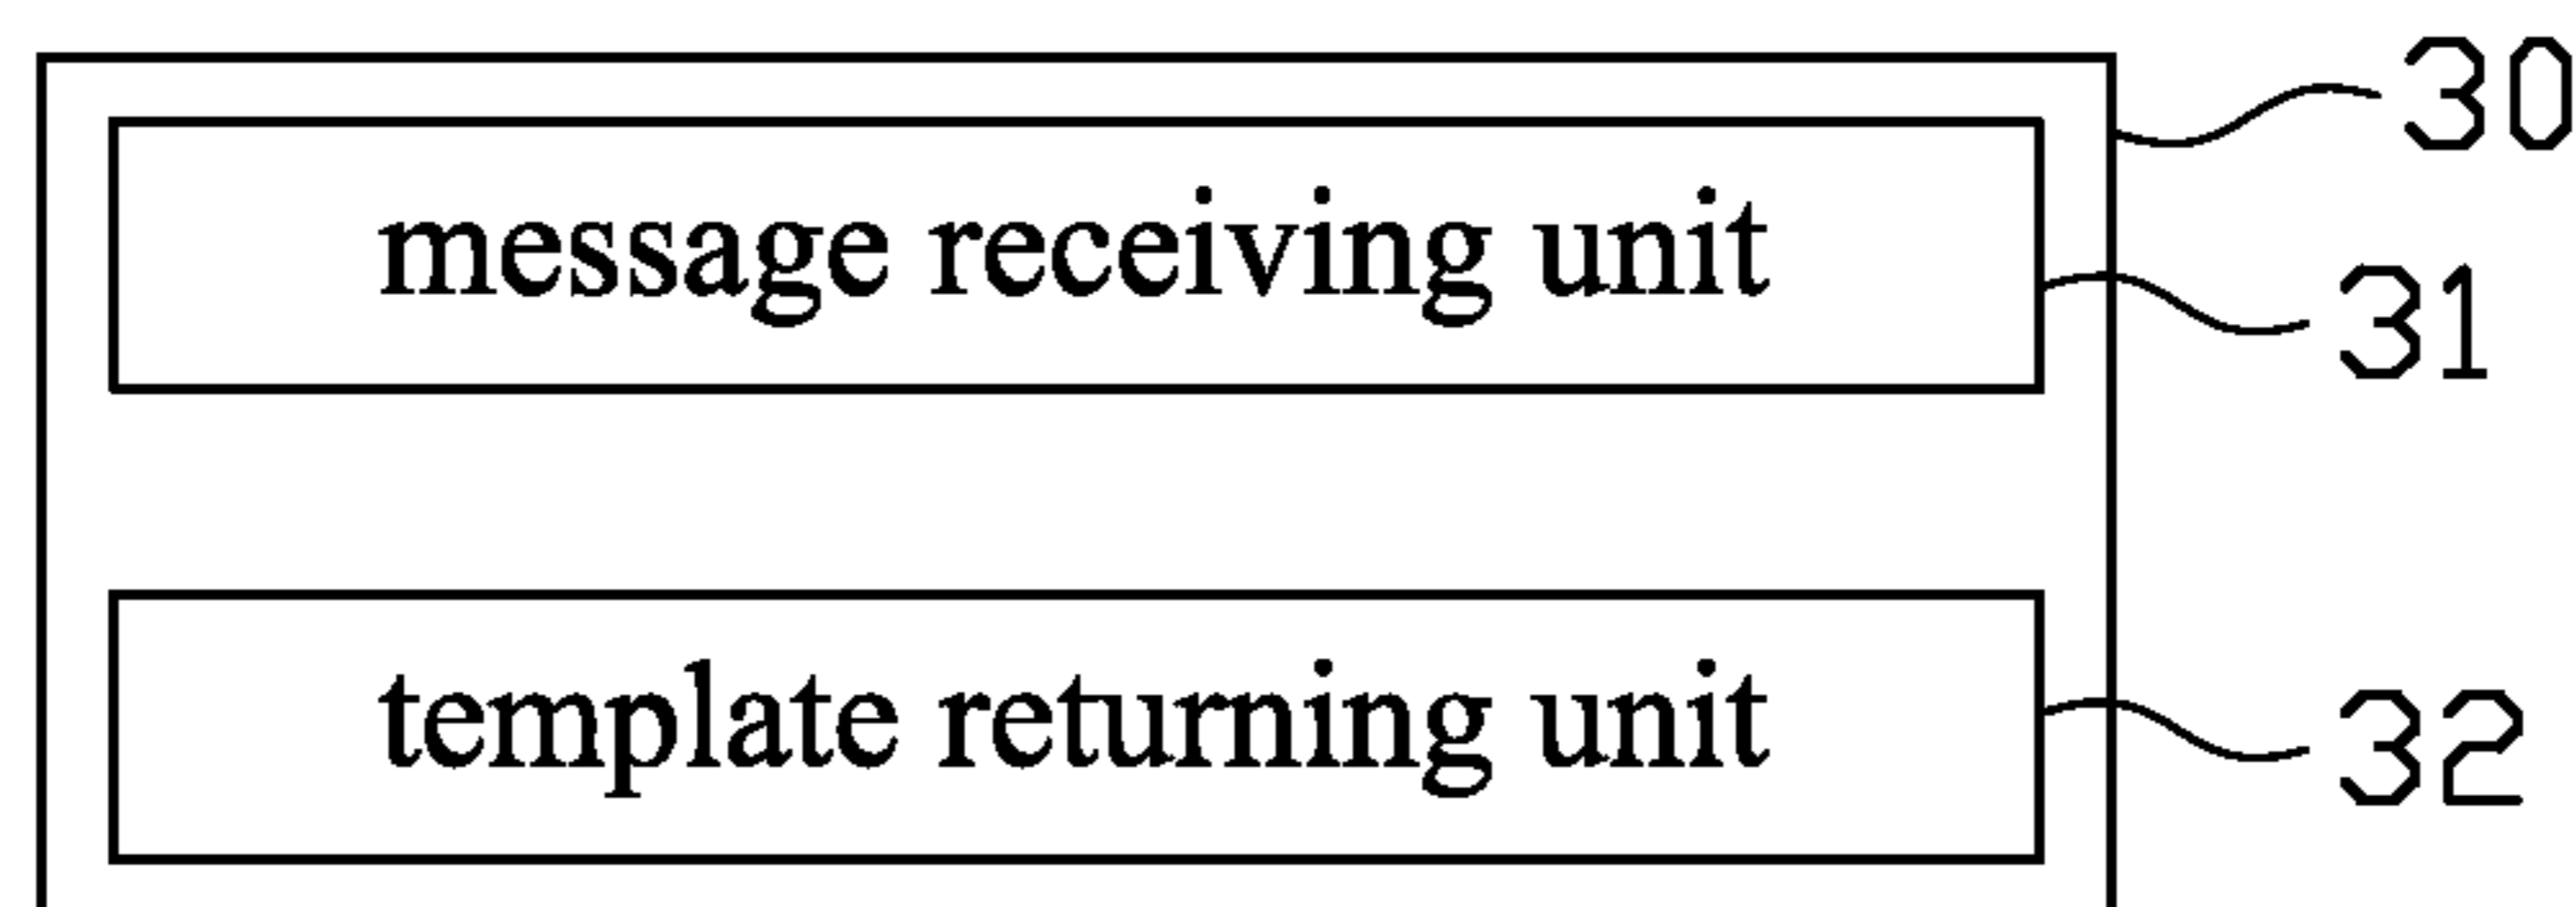 30
message receiving unit
31
template returning unit
32